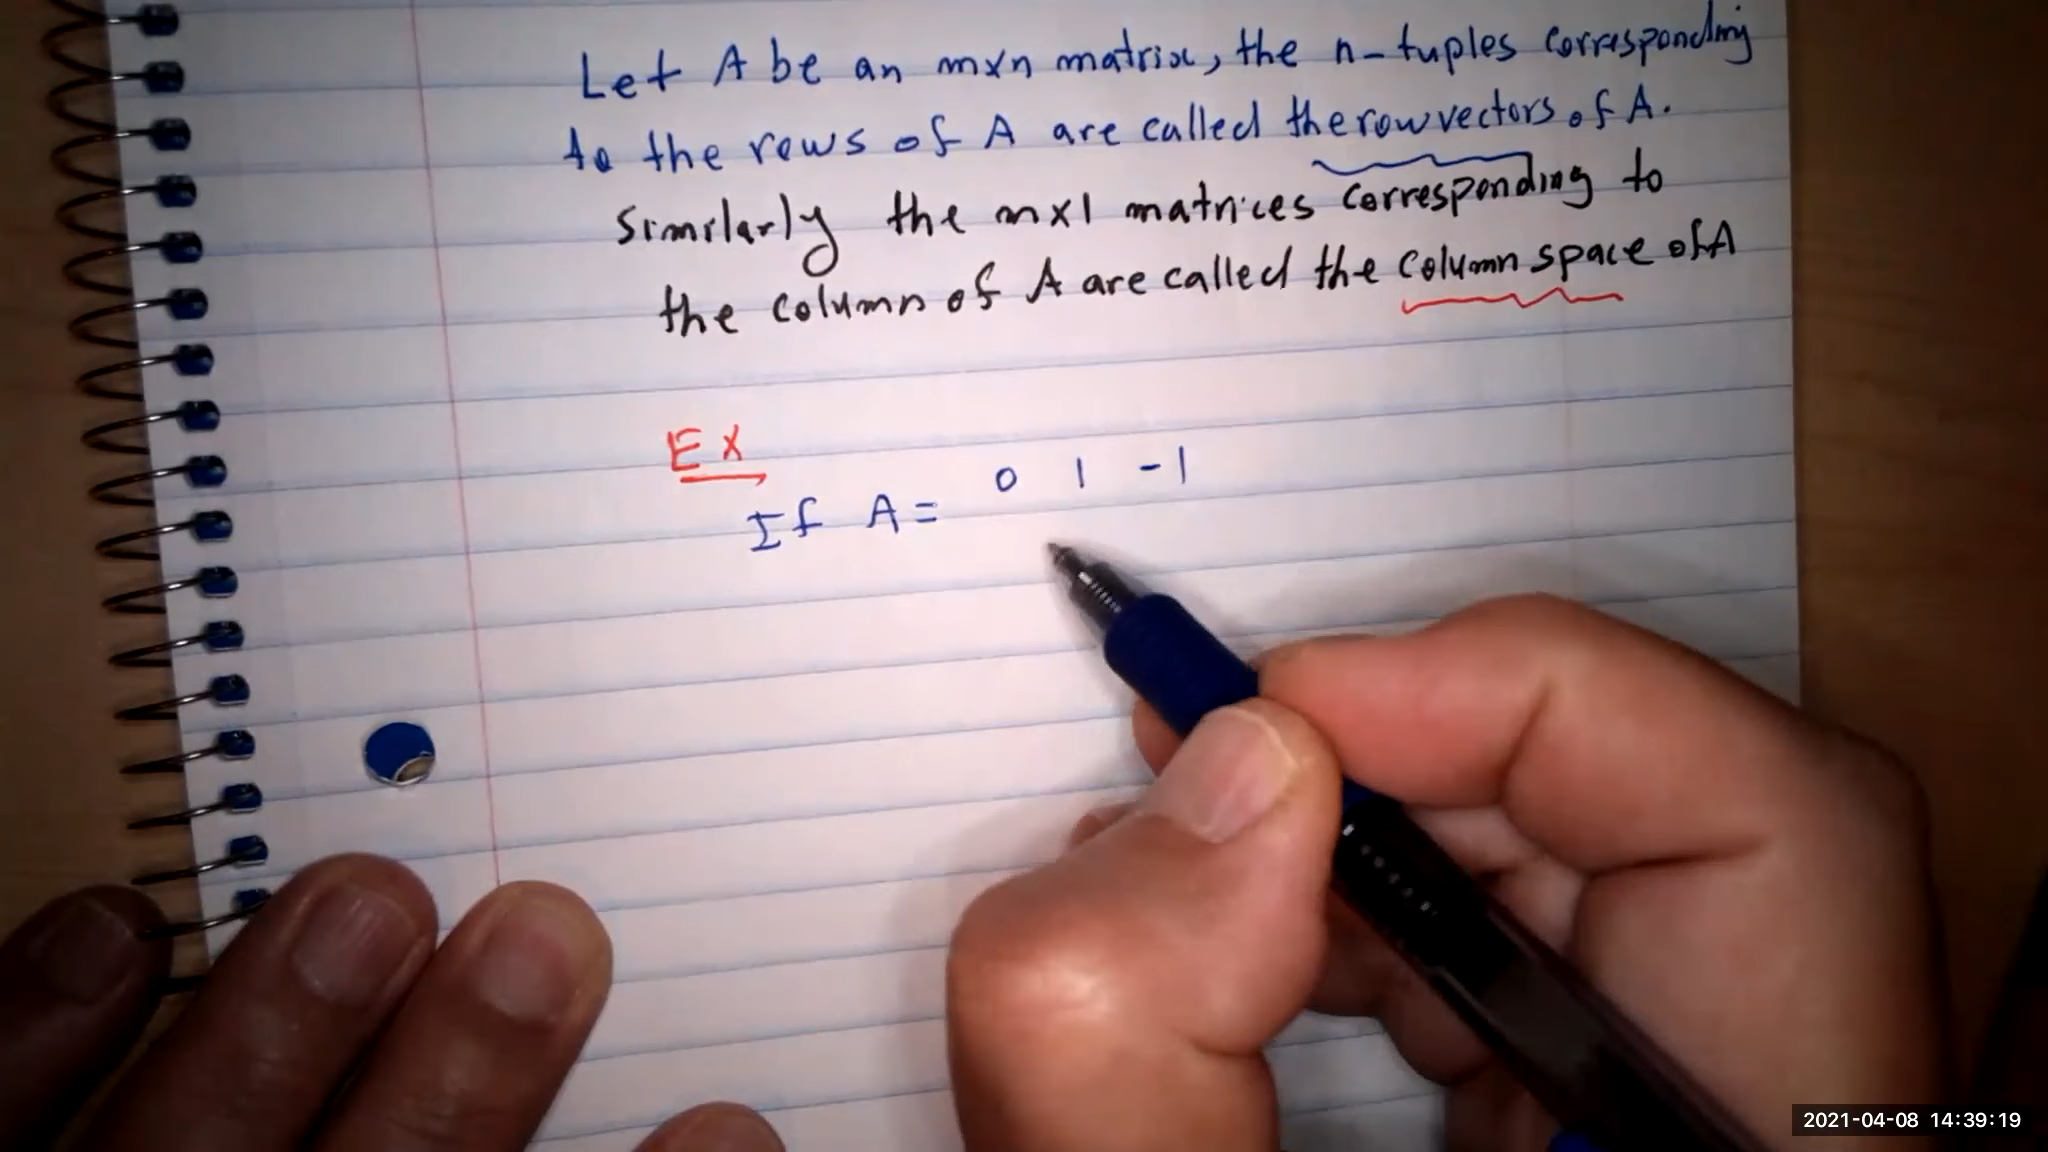 Let A be an mxn matrix, the n-tuples corresponding
to the rows of A are called the row vectors of A.
Similarly the mx1 matrices corresponding to
the column of A are called the column space of A
Ex
If A = 0 1 -1
2021-04-08 14:39:19